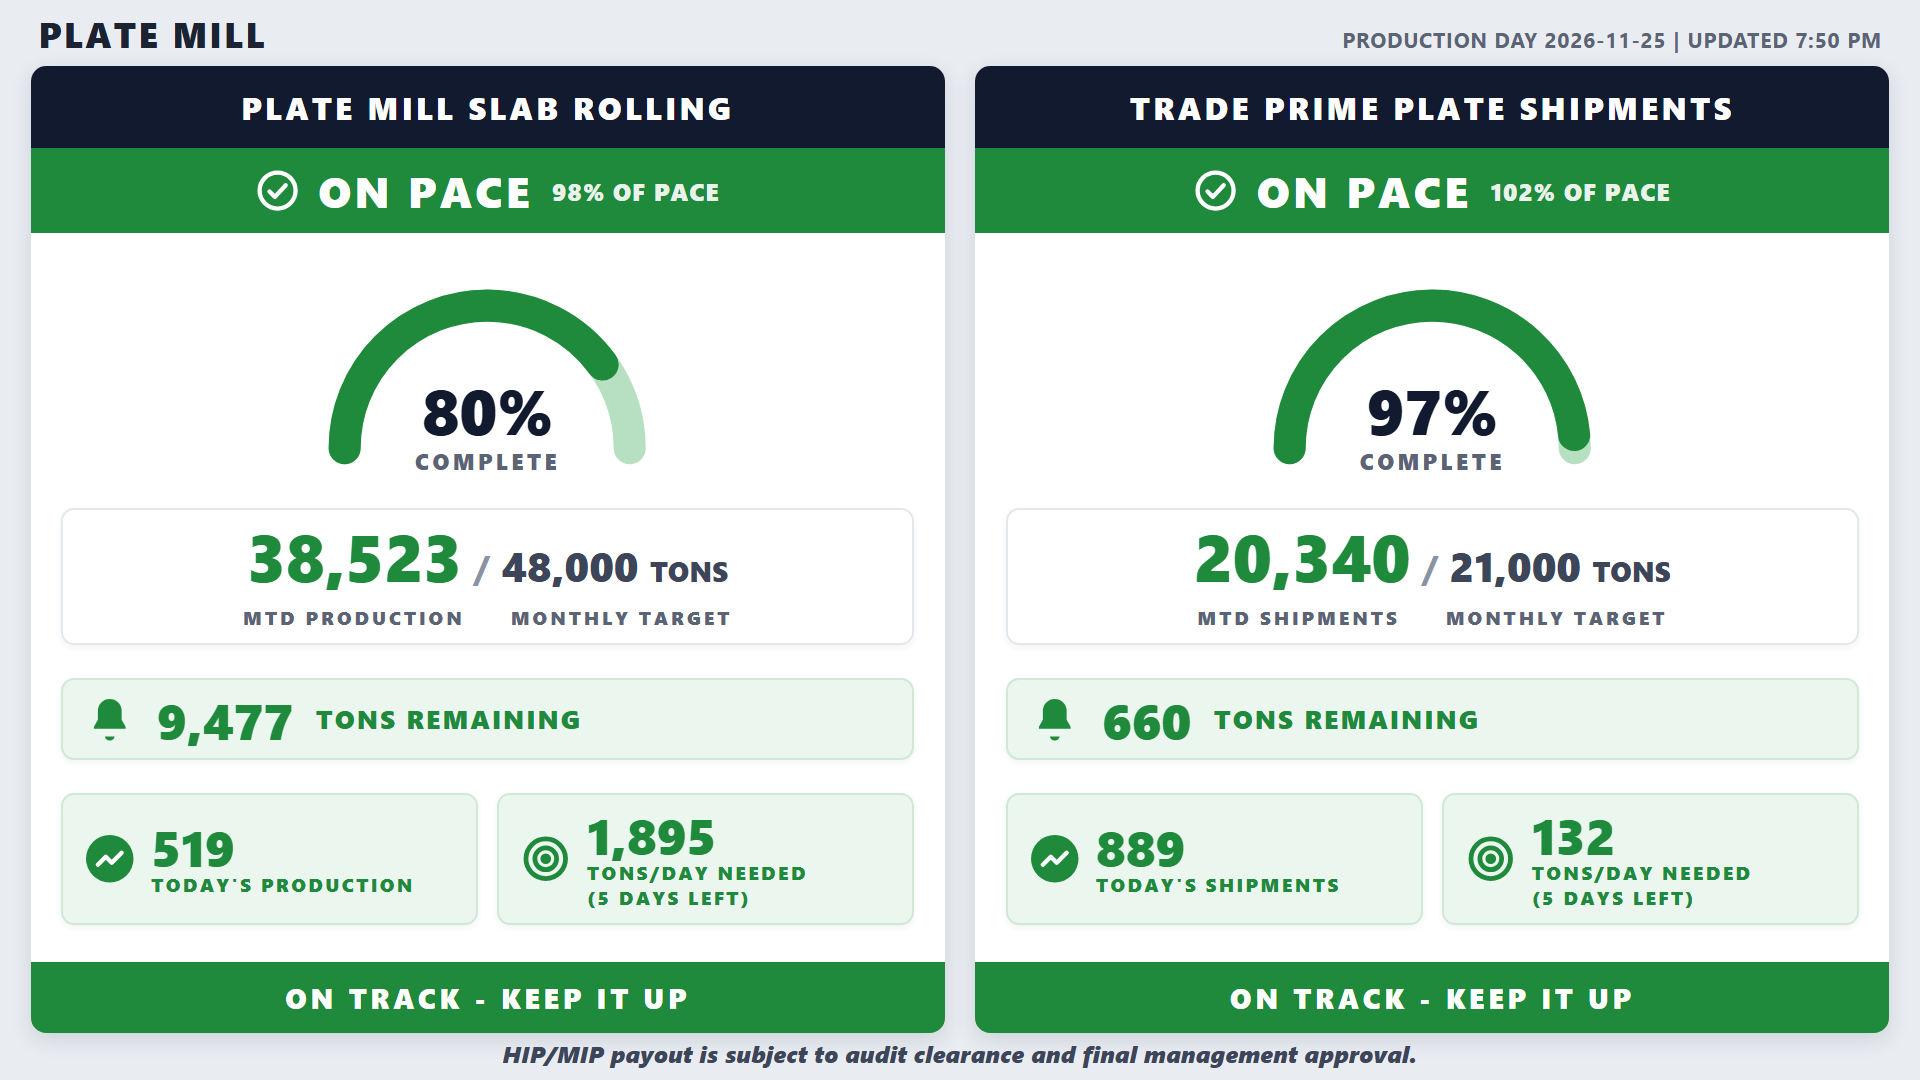 PLATE MILL
PRODUCTION DAY 2026-11-25 | UPDATED 7:50 PM
PLATE MILL SLAB ROLLING
ON PACE 98% OF PACE
80%
COMPLETE
38,523 / 48,000 TONS
MTD PRODUCTION MONTHLY TARGET
9,477 TONS REMAINING
519
TODAY'S PRODUCTION
1,895
TONS/DAY NEEDED
(5 DAYS LEFT)
ON TRACK - KEEP IT UP
TRADE PRIME PLATE SHIPMENTS
ON PACE 102% OF PACE
97%
COMPLETE
20,340 / 21,000 TONS
MTD SHIPMENTS MONTHLY TARGET
660 TONS REMAINING
889
TODAY'S SHIPMENTS
132
TONS/DAY NEEDED
(5 DAYS LEFT)
ON TRACK - KEEP IT UP
HIP/MIP payout is subject to audit clearance and final management approval.